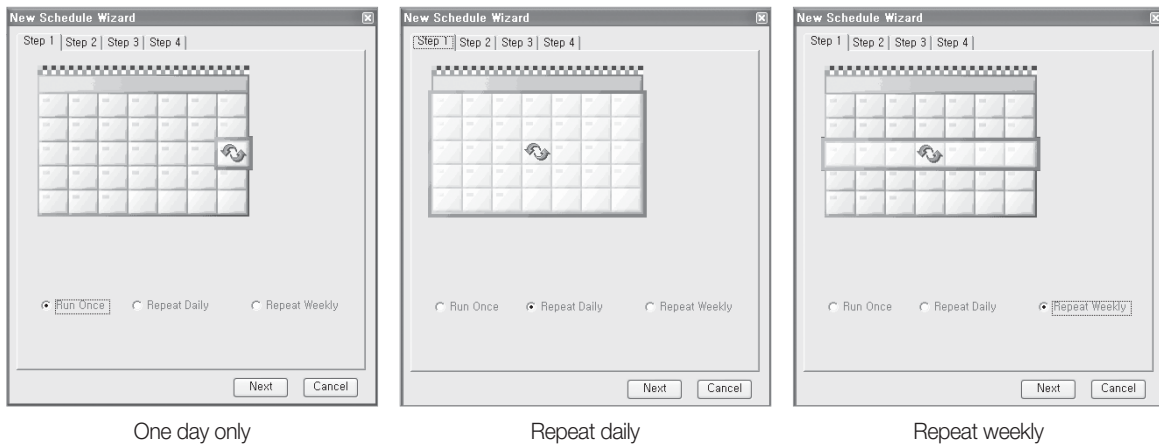 New Schedule Wizard
Step 1 Step 2 Step 3 Step 4
Run Once Repeat Daily Repeat Weekly
Next Cancel
One day only
New Schedule Wizard
Step 1 Step 2 Step 3 Step 4
Run Once Repeat Daily Repeat Weekly
Next Cancel
Repeat daily
New Schedule Wizard
Step 1 Step 2 Step 3 Step 4
Run Once Repeat Daily Repeat Weekly
Next Cancel
Repeat weekly